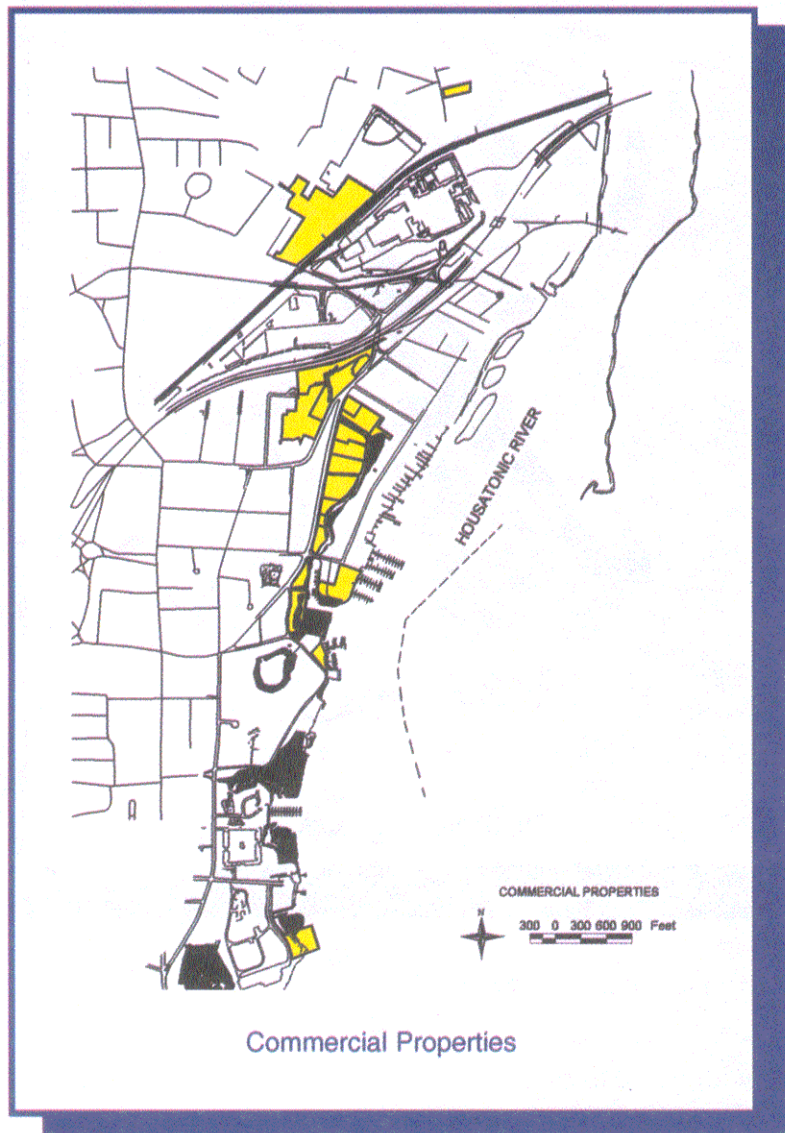 HOUSATONIC RIVER
COMMERCIAL PROPERTIES
N
300 0 300 600 900 Feet
Commercial Properties